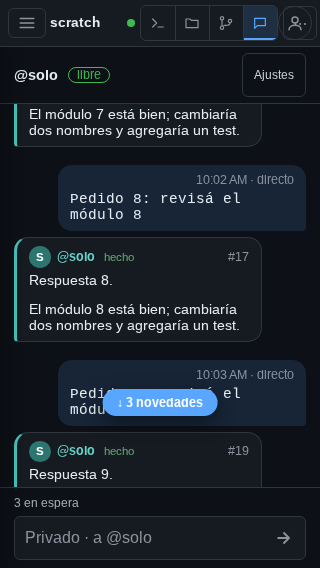 scratch
@solo libre Ajustes
El módulo 7 está bien; cambiaría
dos nombres y agregaría un test.
10:02 AM · directo
Pedido 8: revisá el
módulo 8
S @solo hecho #17
Respuesta 8.
El módulo 8 está bien; cambiaría
dos nombres y agregaría un test.
10:03 AM · directo
↓ 3 novedades
S @solo hecho #19
Respuesta 9.
3 en espera
Privado · a @solo